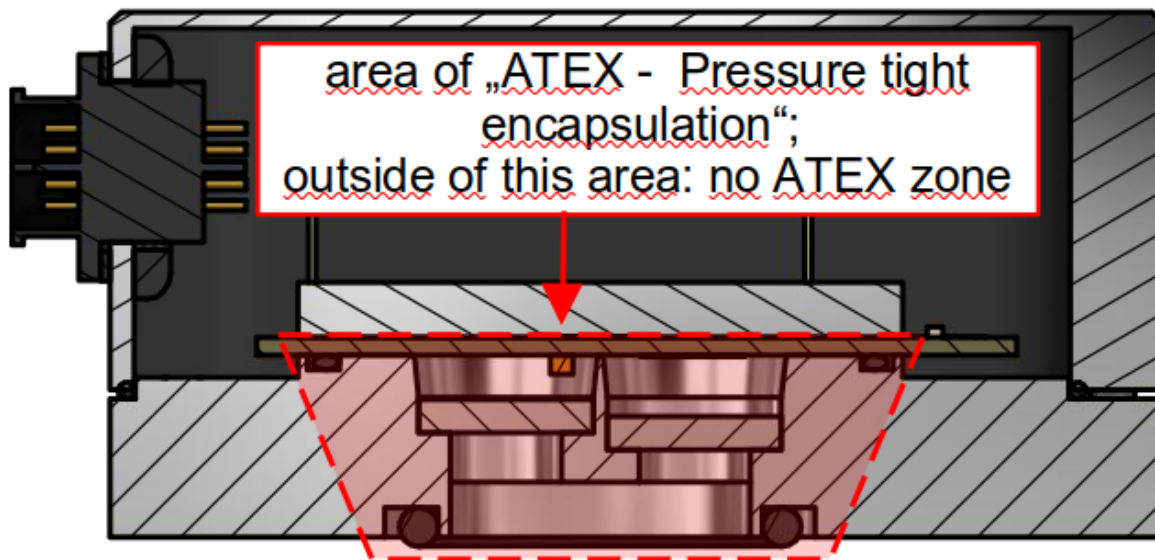 area of „ATEX - Pressure tight
encapsulation“;
outside of this area: no ATEX zone